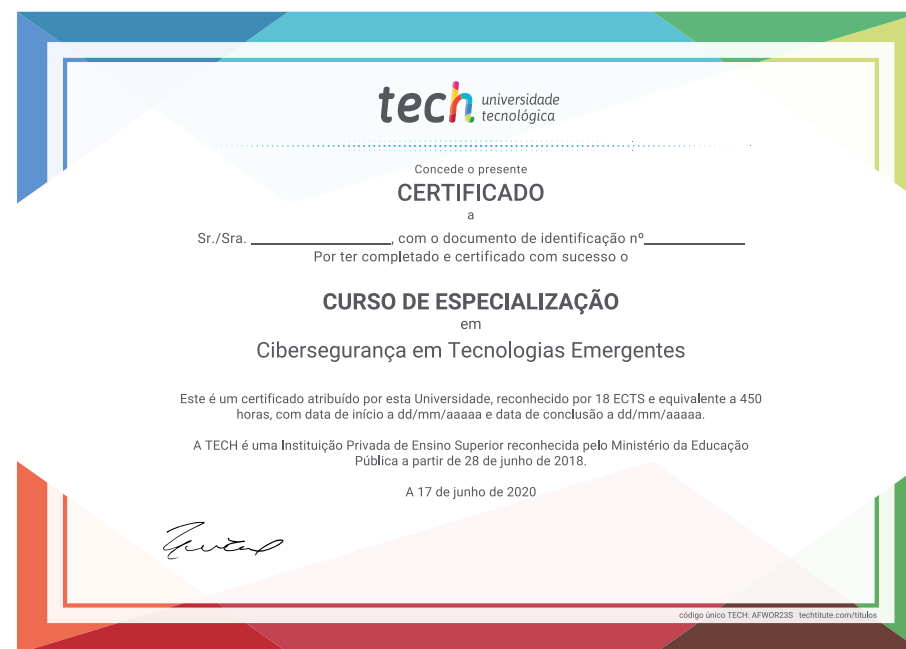 tech universidade
tecnológica
Concede o presente
CERTIFICADO
a
Sr./Sra. ____________________, com o documento de identificação nº______________
Por ter completado e certificado com sucesso o
CURSO DE ESPECIALIZAÇÃO
em
Cibersegurança em Tecnologias Emergentes
Este é um certificado atribuído por esta Universidade, reconhecido por 18 ECTS e equivalente a 450
horas, com data de início a dd/mm/aaaaa e data de conclusão a dd/mm/aaaaa.
A TECH é uma Instituição Privada de Ensino Superior reconhecida pelo Ministério da Educação
Pública a partir de 28 de junho de 2018.
A 17 de junho de 2020
código único TECH: AFWOR23S techtitute.com/titulos